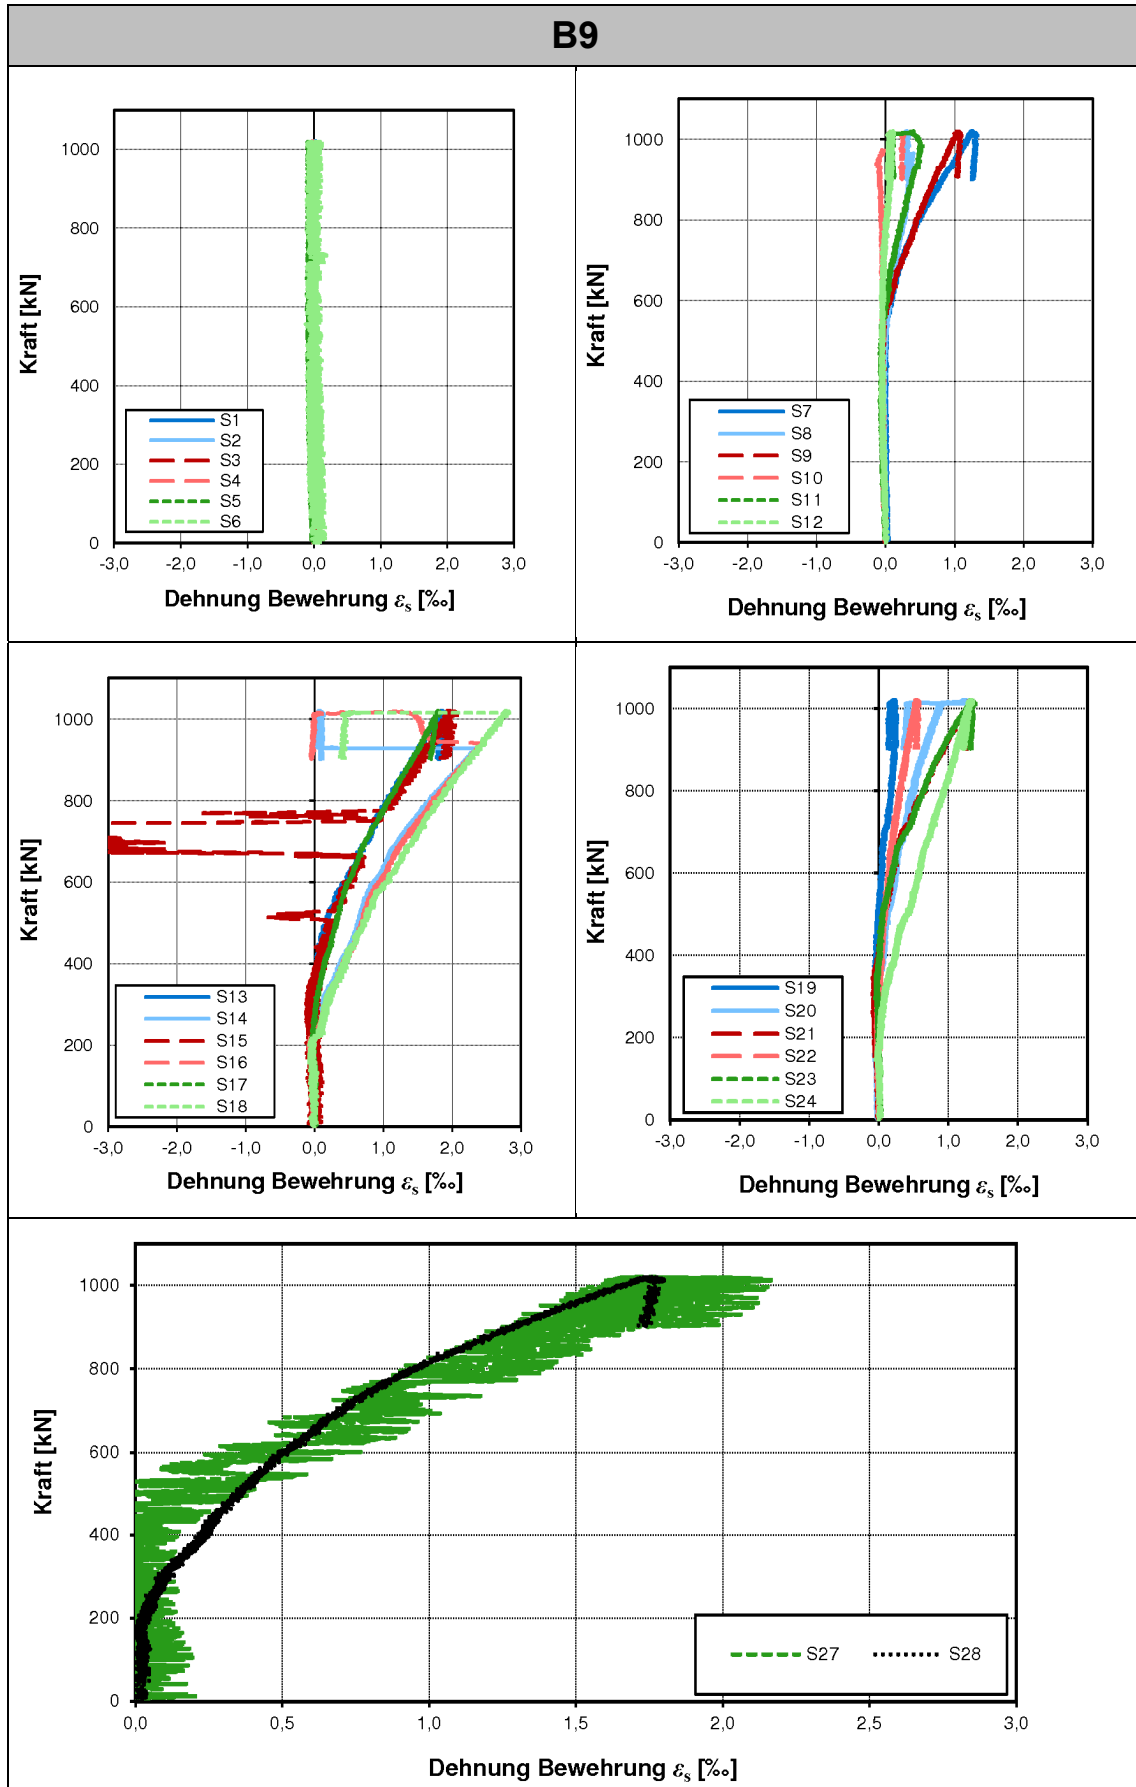 B9
1000
800
600
400
200
0
Kraft [kN]
S1
S2
S3
S4
S5
S6
-3,0 -2,0 -1,0 0,0 1,0 2,0 3,0
Dehnung Bewehrung εs [‰]
1000
800
600
400
200
0
Kraft [kN]
S7
S8
S9
S10
S11
S12
-3,0 -2,0 -1,0 0,0 1,0 2,0 3,0
Dehnung Bewehrung εs [‰]
1000
800
600
400
200
0
Kraft [kN]
S13
S14
S15
S16
S17
S18
-3,0 -2,0 -1,0 0,0 1,0 2,0 3,0
Dehnung Bewehrung εs [‰]
1000
800
600
400
200
0
Kraft [kN]
S19
S20
S21
S22
S23
S24
-3,0 -2,0 -1,0 0,0 1,0 2,0 3,0
Dehnung Bewehrung εs [‰]
1000
800
600
400
200
0
Kraft [kN]
S27 S28
0,0 0,5 1,0 1,5 2,0 2,5 3,0
Dehnung Bewehrung εs [‰]